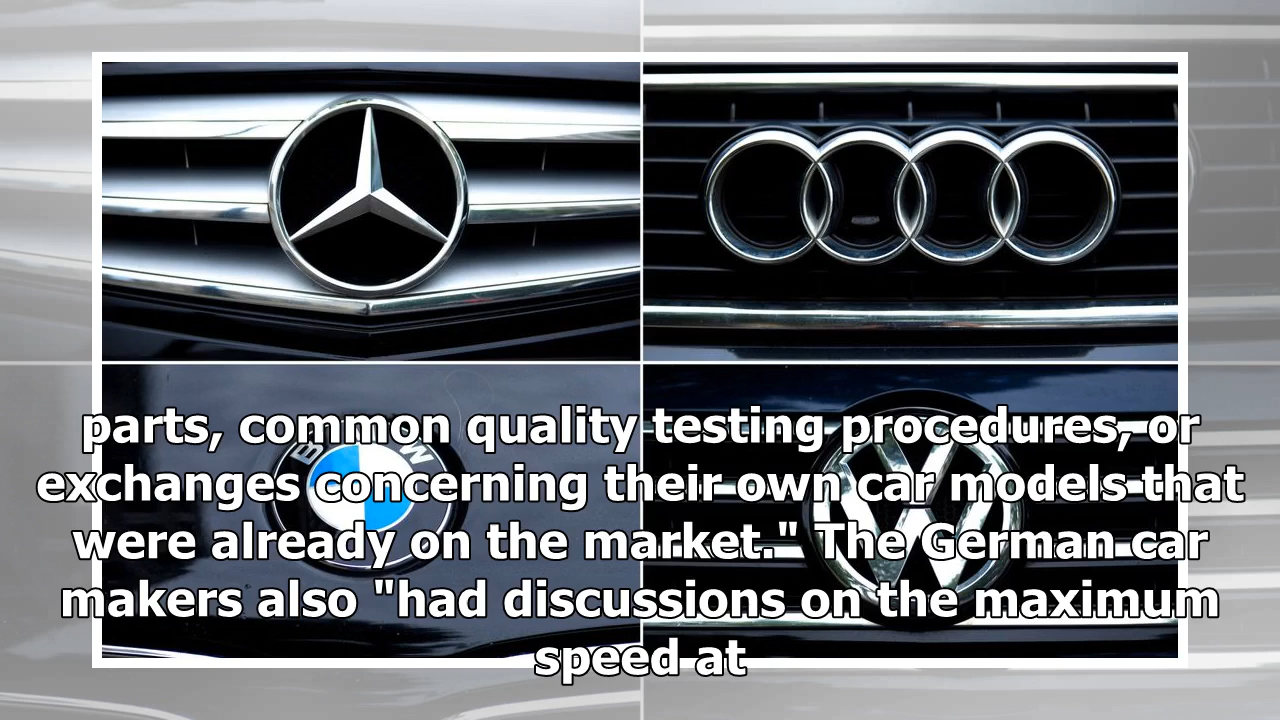 parts, common quality testing procedures, or
exchanges concerning their own car models that
were already on the market." The German car
makers also "had discussions on the maximum
speed at
BMW